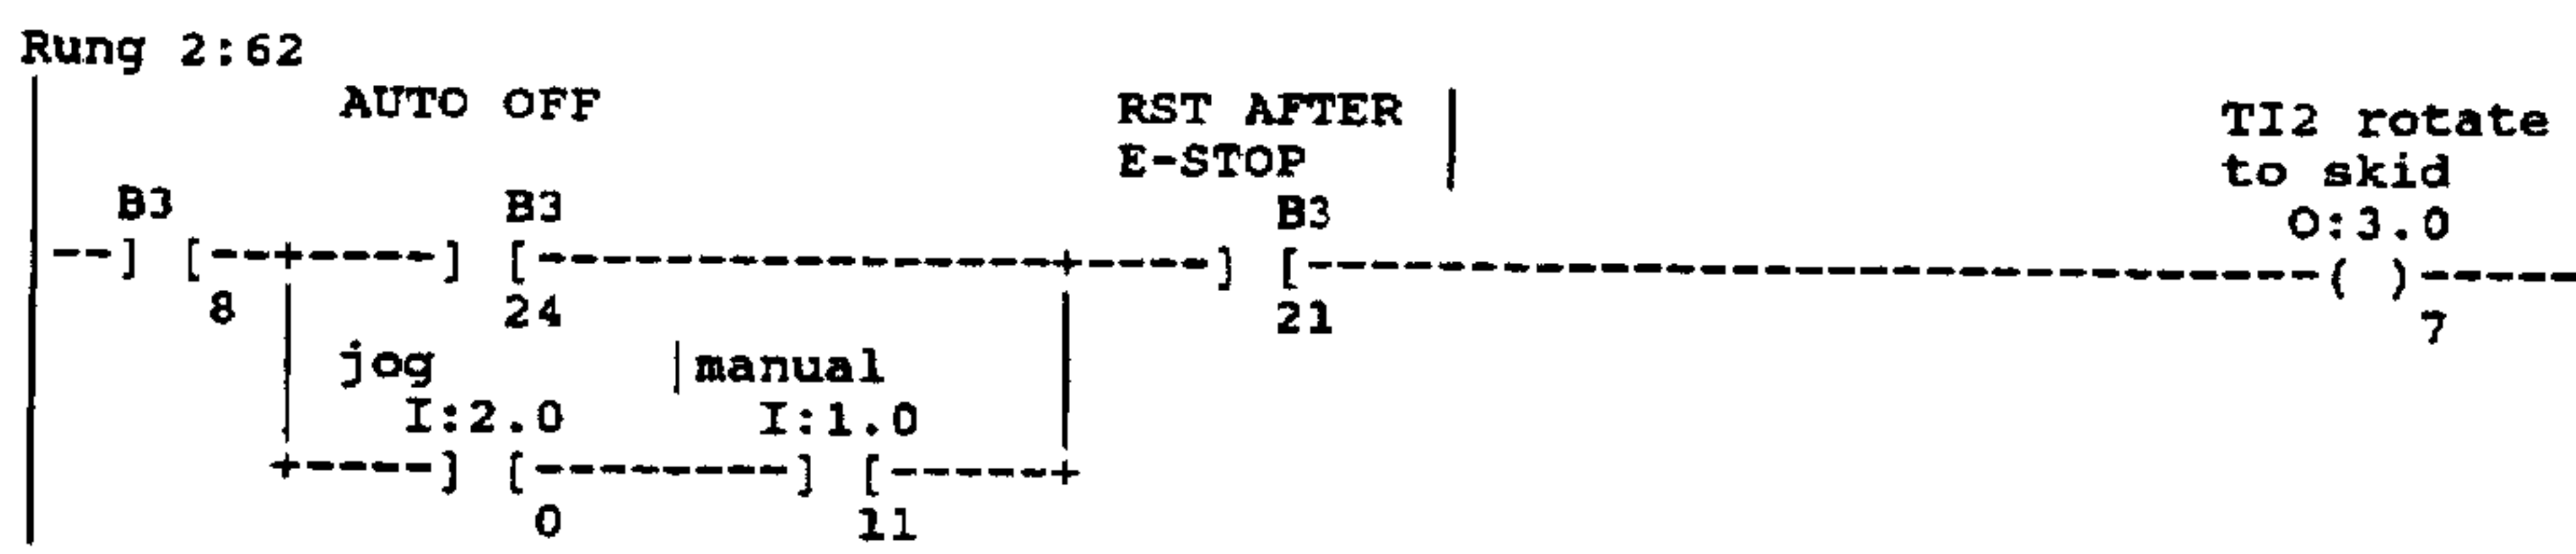 Rung 2:62
AUTO OFF RST AFTER | TI2 rotate
E-STOP to skid
B3 B3 B3 O:3.0
--] [--+----] [-----------------+----] [-------------------------------( )-----
8 24 21 7
jog |manual
I:2.0 I:1.0
+-----] [--------] [-----+
0 11